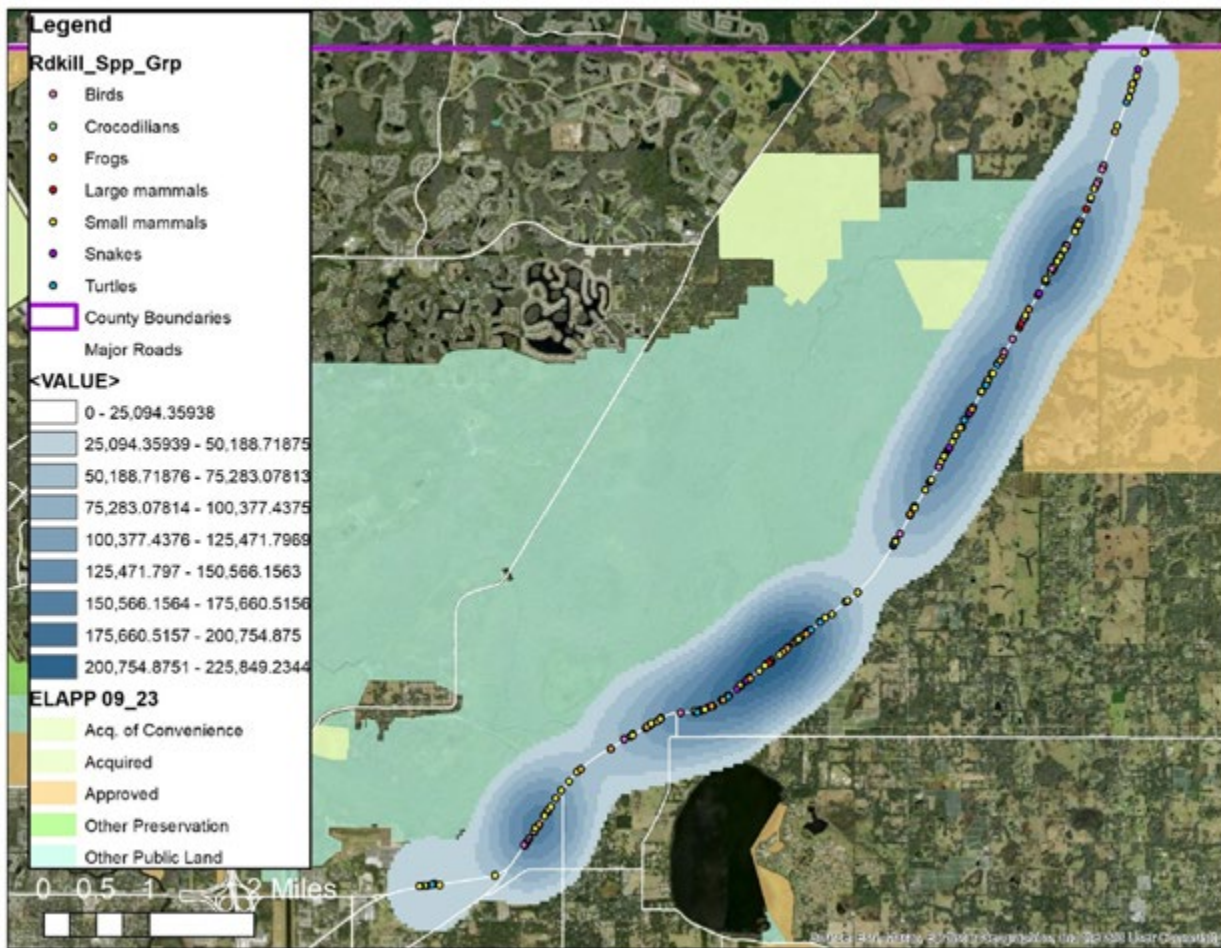 Legend
Rdkill_Spp_Grp
Birds
Crocodilians
Frogs
Large mammals
Small mammals
Snakes
Turtles
County Boundaries
Major Roads
<VALUE>
0 - 25,094.35938
25,094.35939 - 50,188.71875
50,188.71876 - 75,283.07813
75,283.07814 - 100,377.4375
100,377.4376 - 125,471.7969
125,471.797 - 150,566.1563
150,566.1564 - 175,660.5156
175,660.5157 - 200,754.875
200,754.8751 - 225,849.2344
ELAPP 09_23
Acq. of Convenience
Acquired
Approved
Other Preservation
Other Public Land
0 0.5 1 2 Miles